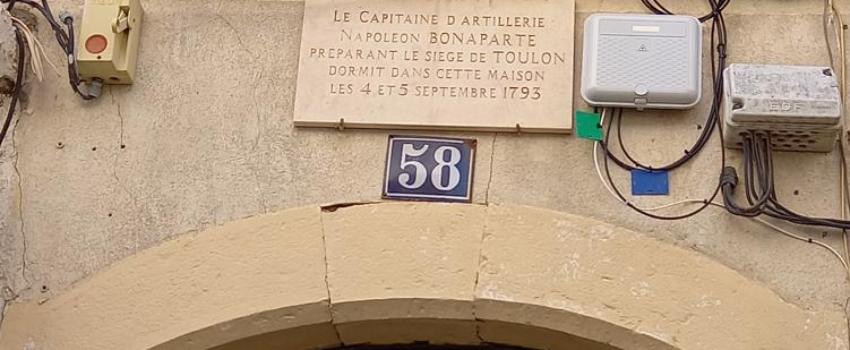 LE CAPITAINE D'ARTILLERIE
NAPOLEON BONAPARTE
PREPARANT LE SIEGE DE TOULON
DORMIT DANS CETTE MAISON
LES 4 ET 5 SEPTEMBRE 1793
58
EDF